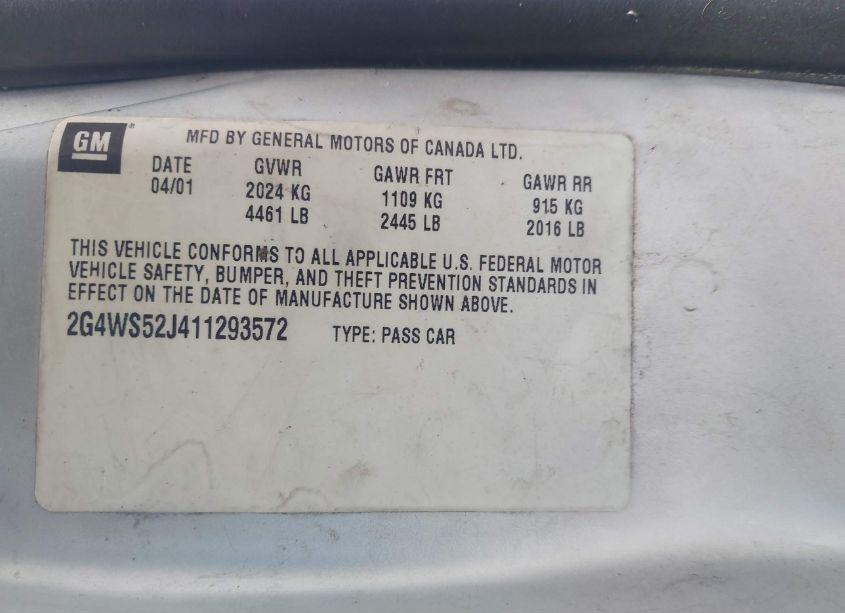 GM
MFD BY GENERAL MOTORS OF CANADA LTD.
DATE GVWR GAWR FRT GAWR RR
04/01 2024 KG 1109 KG 915 KG
4461 LB 2445 LB 2016 LB
THIS VEHICLE CONFORMS TO ALL APPLICABLE U.S. FEDERAL MOTOR
VEHICLE SAFETY, BUMPER, AND THEFT PREVENTION STANDARDS IN
EFFECT ON THE DATE OF MANUFACTURE SHOWN ABOVE.
2G4WS52J411293572 TYPE: PASS CAR